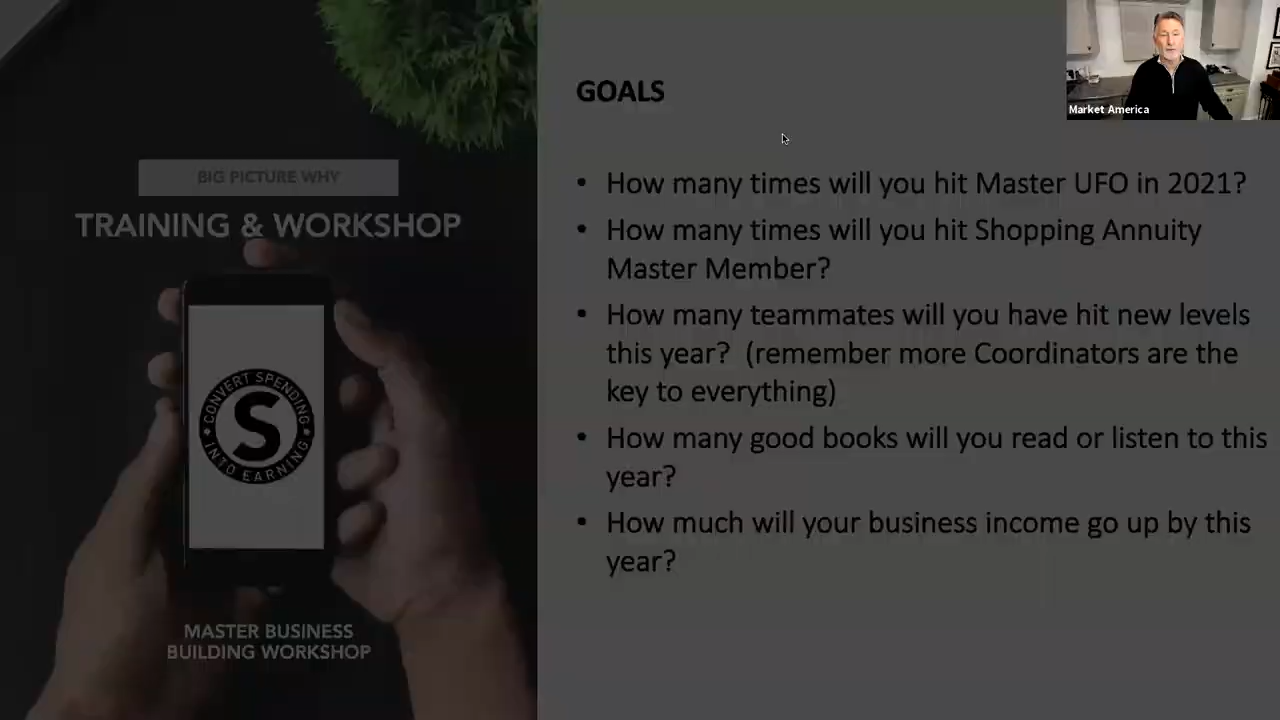 BIG PICTURE WHY
TRAINING & WORKSHOP
CONVERT SPENDING
S
INTO EARNING
MASTER BUSINESS
BUILDING WORKSHOP
GOALS
• How many times will you hit Master UFO in 2021?
• How many times will you hit Shopping Annuity
Master Member?
• How many teammates will you have hit new levels
this year?  (remember more Coordinators are the
key to everything)
• How many good books will you read or listen to this
year?
• How much will your business income go up by this
year?
Market America